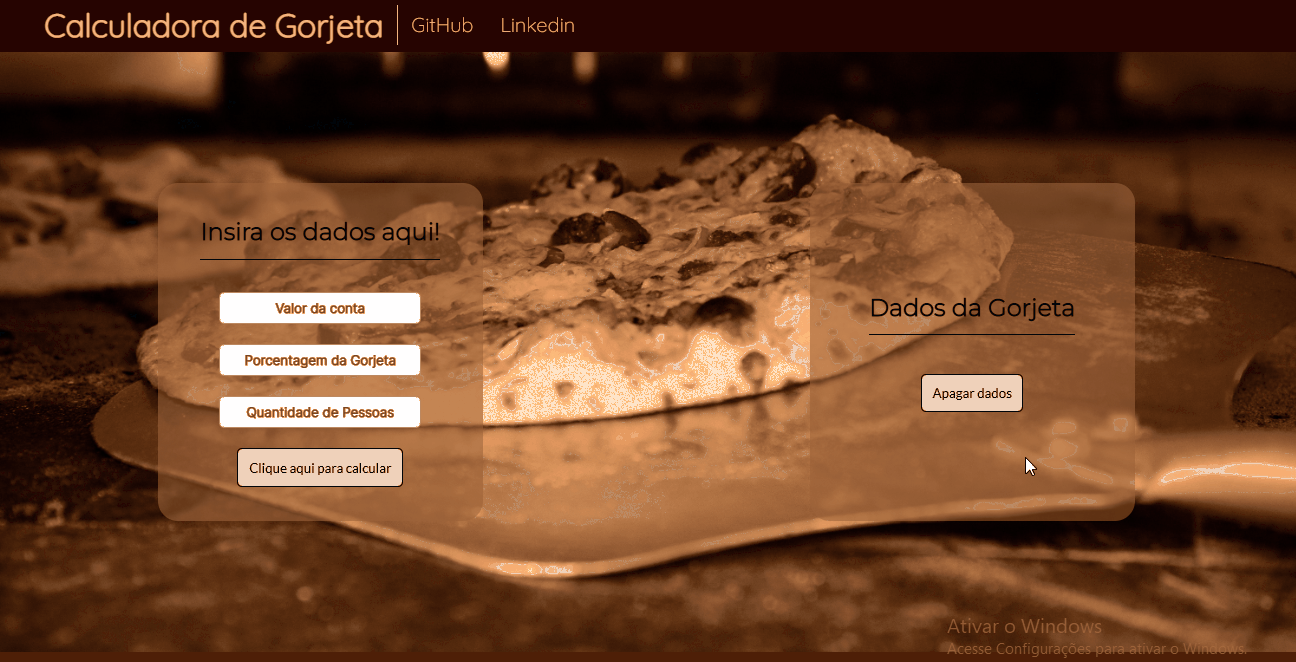 Calculadora de Gorjeta GitHub Linkedin
Insira os dados aqui!
Valor da conta
Porcentagem da Gorjeta
Quantidade de Pessoas
Clique aqui para calcular
Dados da Gorjeta
Apagar dados
Ativar o Windows
Acesse Configurações para ativar o Windows.